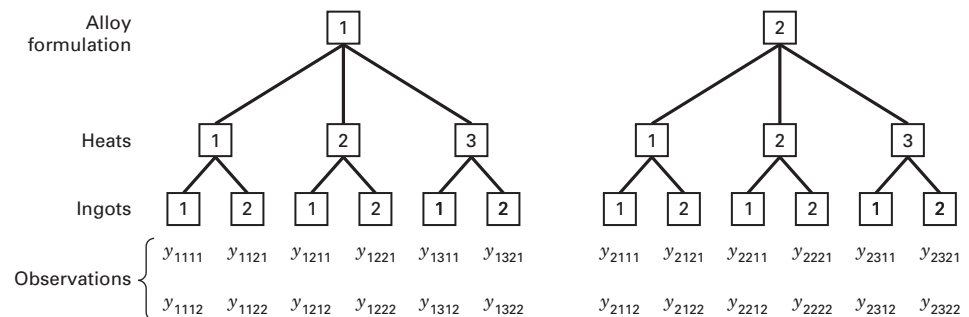 Alloy
formulation
1 2
Heats
1 2 3 1 2 3
Ingots
1 2 1 2 1 2 1 2 1 2 1 2
Observations
y1111 y1121 y1211 y1221 y1311 y1321 y2111 y2121 y2211 y2221 y2311 y2321
y1112 y1122 y1212 y1222 y1312 y1322 y2112 y2122 y2212 y2222 y2312 y2322